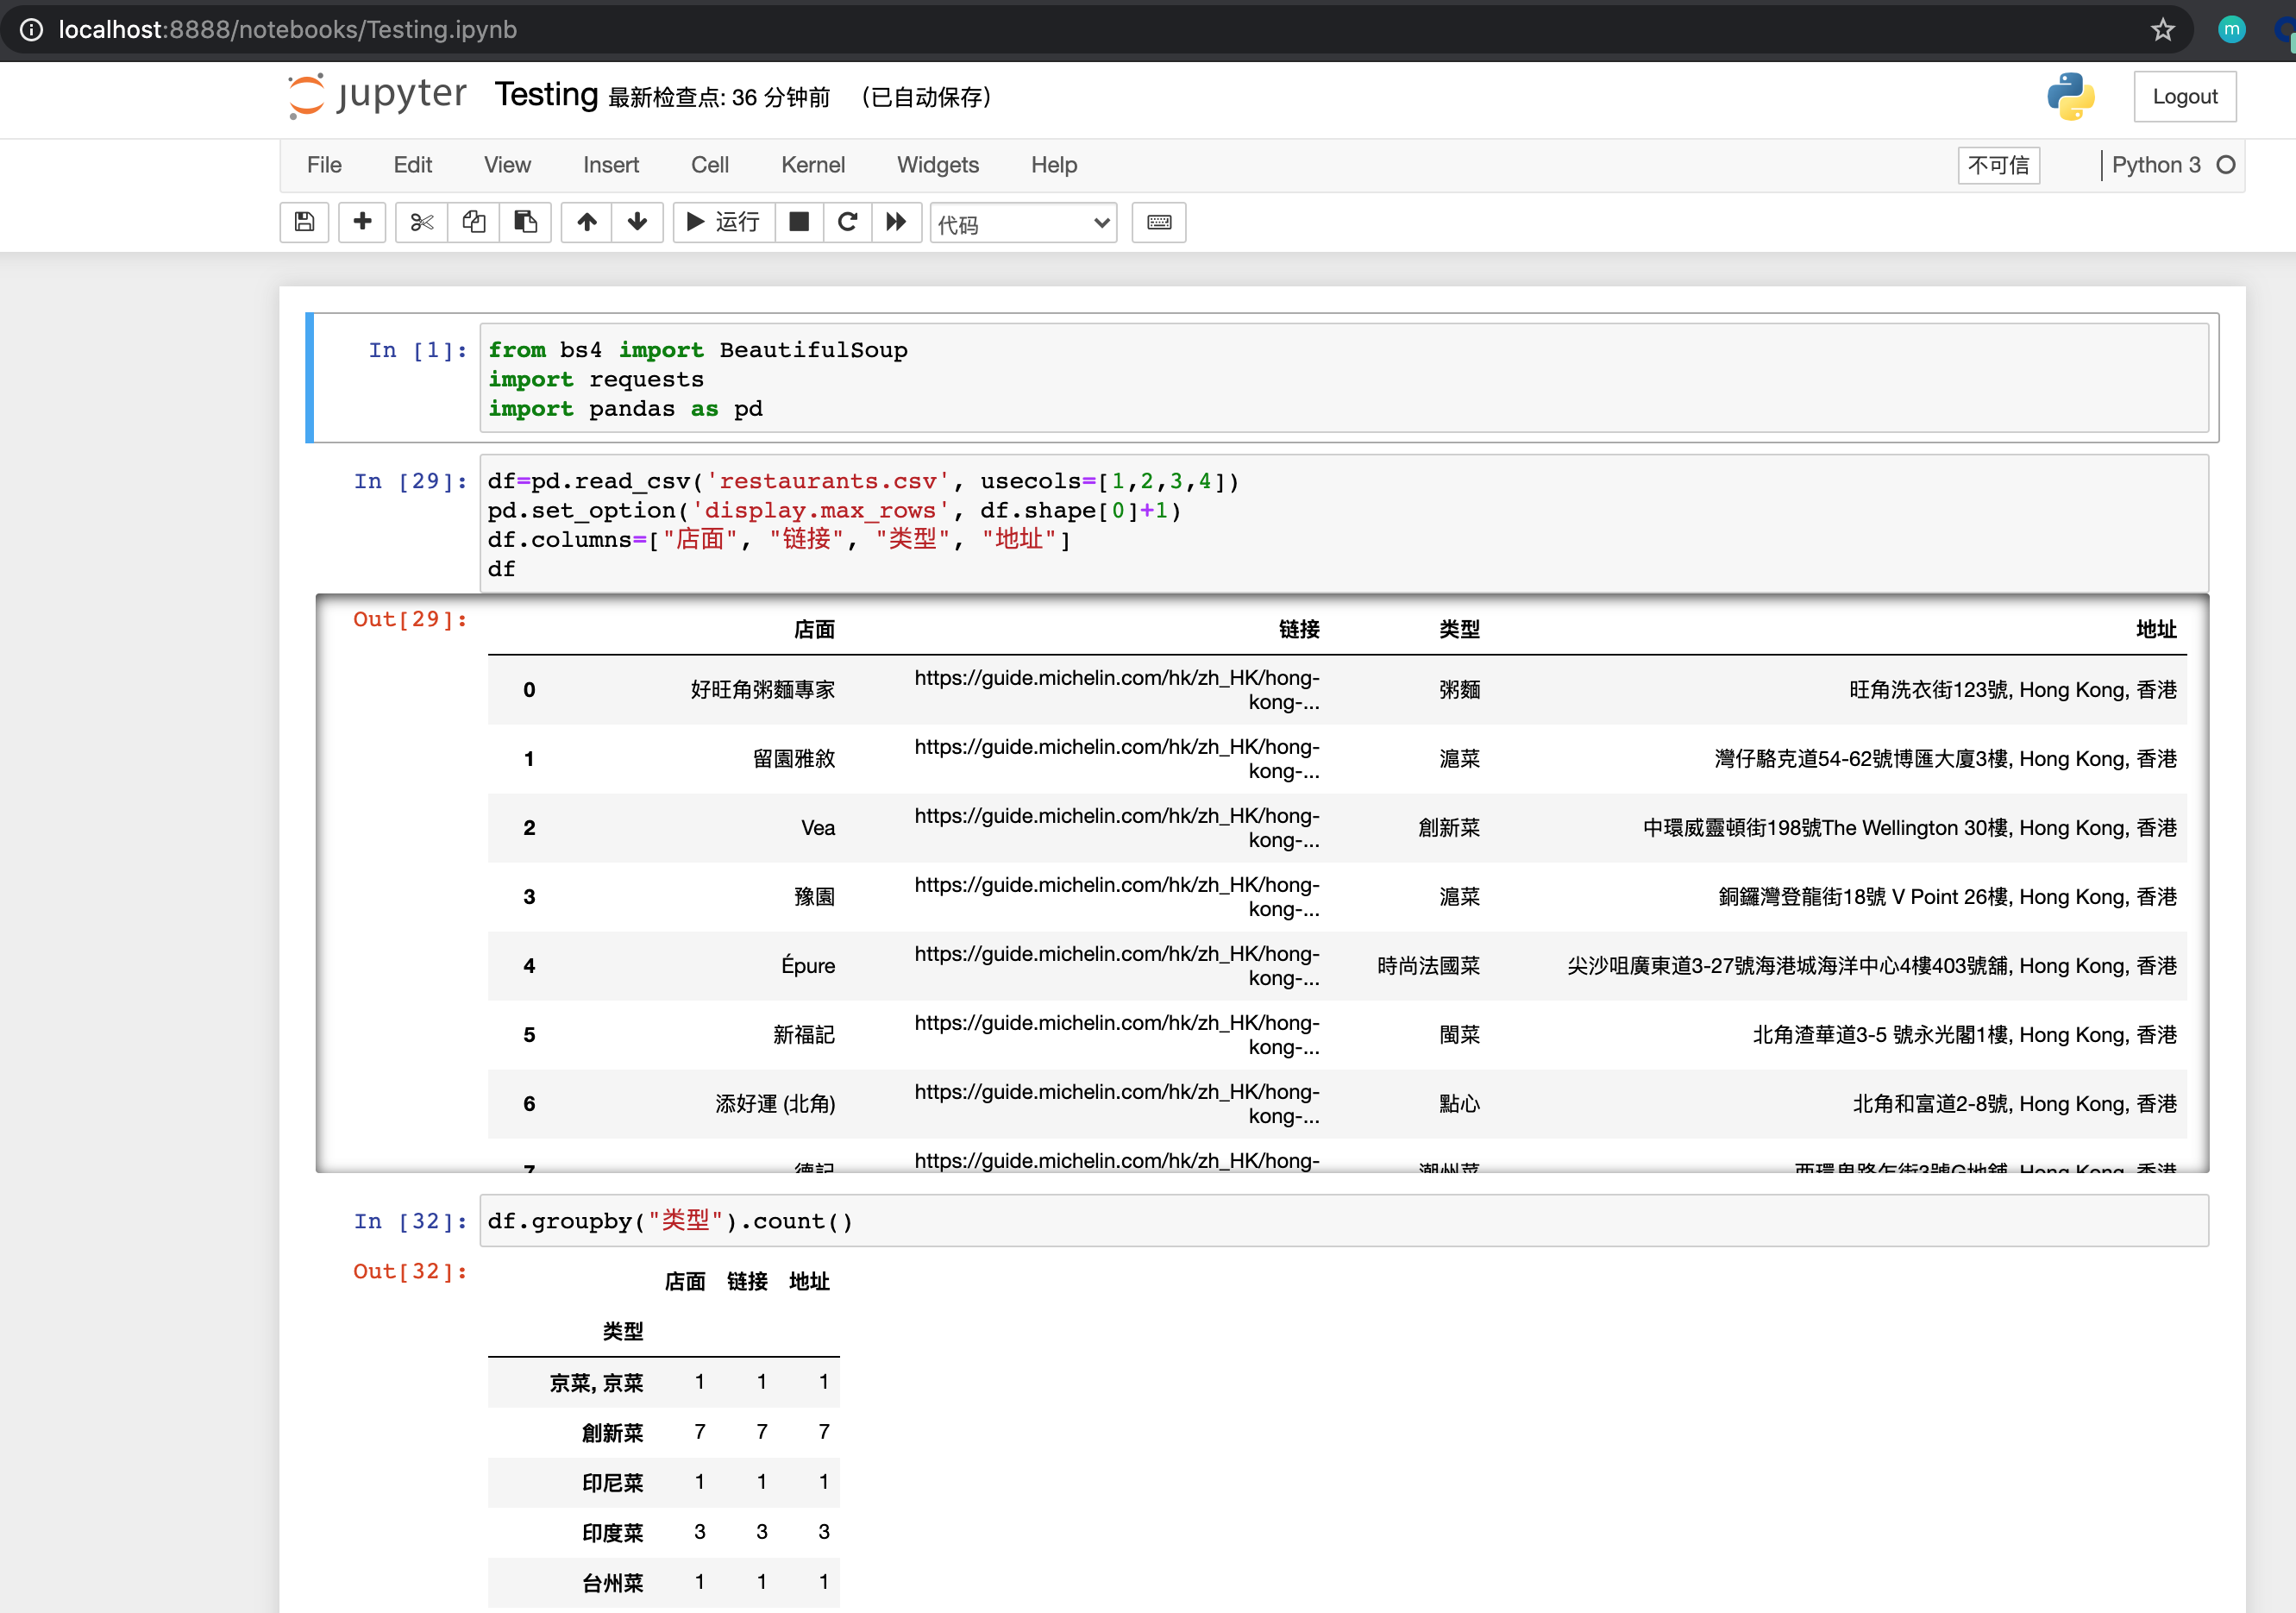 localhost:8888/notebooks/Testing.ipynb
m
jupyter Testing 最新检查点: 36 分钟前 (已自动保存)
Logout
File Edit View Insert Cell Kernel Widgets Help
不可信
Python 3
运行 代码
In [1]:
from bs4 import BeautifulSoup
import requests
import pandas as pd
In [29]:
df=pd.read_csv('restaurants.csv', usecols=[1,2,3,4])
pd.set_option('display.max_rows', df.shape[0]+1)
df.columns=["店面", "链接", "类型", "地址"]
df
Out[29]:
店面 链接 类型 地址
0 好旺角粥麵專家 https://guide.michelin.com/hk/zh_HK/hong-kong-... 粥麵 旺角洗衣街123號, Hong Kong, 香港
1 留園雅敘 https://guide.michelin.com/hk/zh_HK/hong-kong-... 滬菜 灣仔駱克道54-62號博匯大廈3樓, Hong Kong, 香港
2 Vea https://guide.michelin.com/hk/zh_HK/hong-kong-... 創新菜 中環威靈頓街198號The Wellington 30樓, Hong Kong, 香港
3 豫園 https://guide.michelin.com/hk/zh_HK/hong-kong-... 滬菜 銅鑼灣登龍街18號 V Point 26樓, Hong Kong, 香港
4 Épure https://guide.michelin.com/hk/zh_HK/hong-kong-... 時尚法國菜 尖沙咀廣東道3-27號海港城海洋中心4樓403號舖, Hong Kong, 香港
5 新福記 https://guide.michelin.com/hk/zh_HK/hong-kong-... 閩菜 北角渣華道3-5 號永光閣1樓, Hong Kong, 香港
6 添好運 (北角) https://guide.michelin.com/hk/zh_HK/hong-kong-... 點心 北角和富道2-8號, Hong Kong, 香港
7 德記 https://guide.michelin.com/hk/zh_HK/hong- 潮州菜 西環卑路乍街3號G地舖, Hong Kong, 香港
In [32]:
df.groupby("类型").count()
Out[32]:
店面 链接 地址
类型
京菜, 京菜 1 1 1
創新菜 7 7 7
印尼菜 1 1 1
印度菜 3 3 3
台州菜 1 1 1